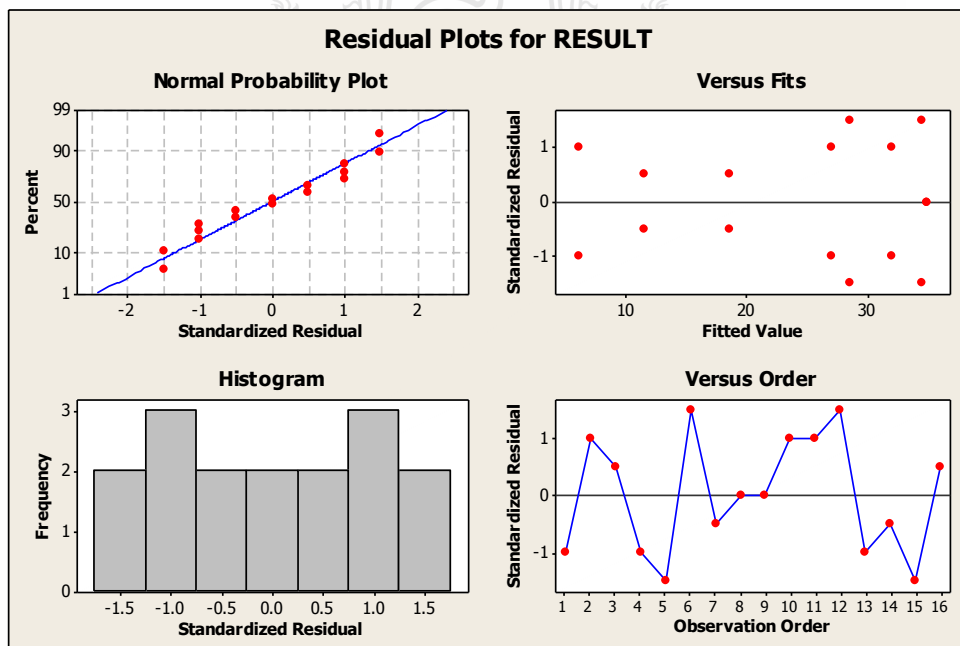 Residual Plots for RESULT
Normal Probability Plot
Percent
99
90
50
10
1
-2 -1 0 1 2
Standardized Residual
Versus Fits
Standardized Residual
1
0
-1
10 20 30
Fitted Value
Histogram
Frequency
3
2
1
0
-1.5 -1.0 -0.5 0.0 0.5 1.0 1.5
Standardized Residual
Versus Order
Standardized Residual
1
0
-1
1 2 3 4 5 6 7 8 9 10 11 12 13 14 15 16
Observation Order